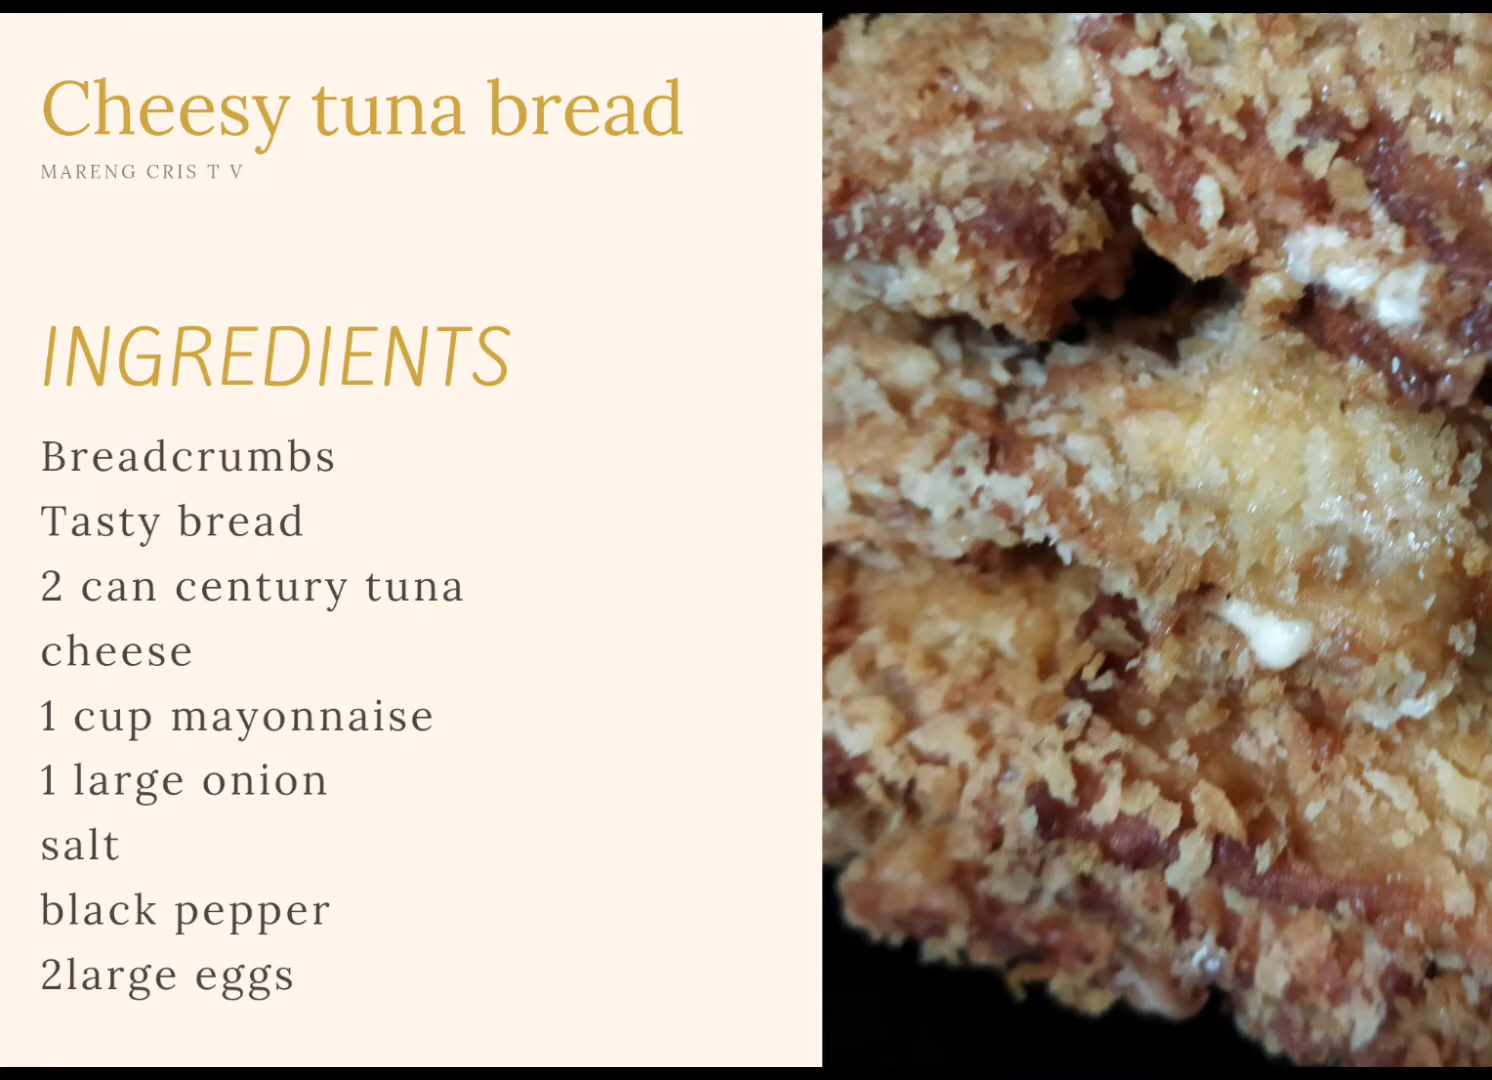 Cheesy tuna bread
MARENG CRIS T V
INGREDIENTS
Breadcrumbs
Tasty bread
2 can century tuna
cheese
1 cup mayonnaise
1 large onion
salt
black pepper
2large eggs